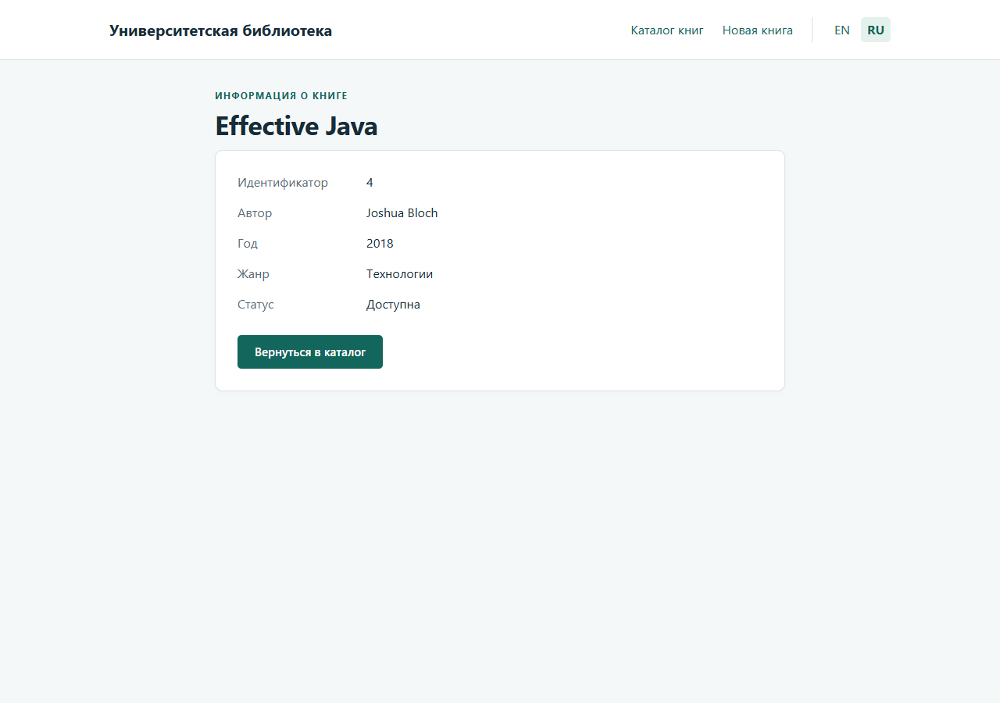 Университетская библиотека
Каталог книг Новая книга EN RU
ИНФОРМАЦИЯ О КНИГЕ
Effective Java
Идентификатор 4
Автор Joshua Bloch
Год 2018
Жанр Технологии
Статус Доступна
Вернуться в каталог